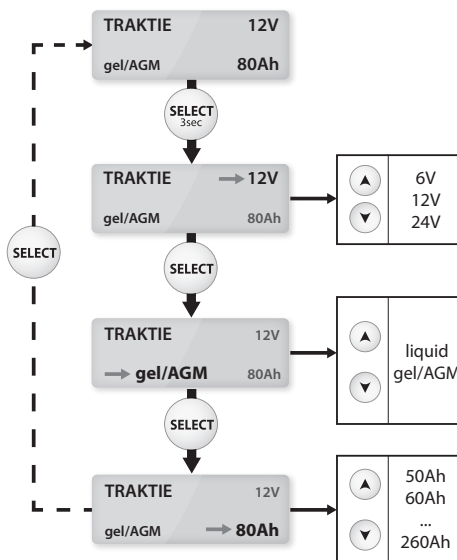 TRAKTIE 12V
gel/AGM 80Ah
SELECT
3sec
TRAKTIE 12V
gel/AGM 80Ah
6V
12V
24V
SELECT
SELECT
TRAKTIE 12V
gel/AGM 80Ah
liquid
gel/AGM
SELECT
TRAKTIE 12V
gel/AGM 80Ah
50Ah
60Ah
...
260Ah